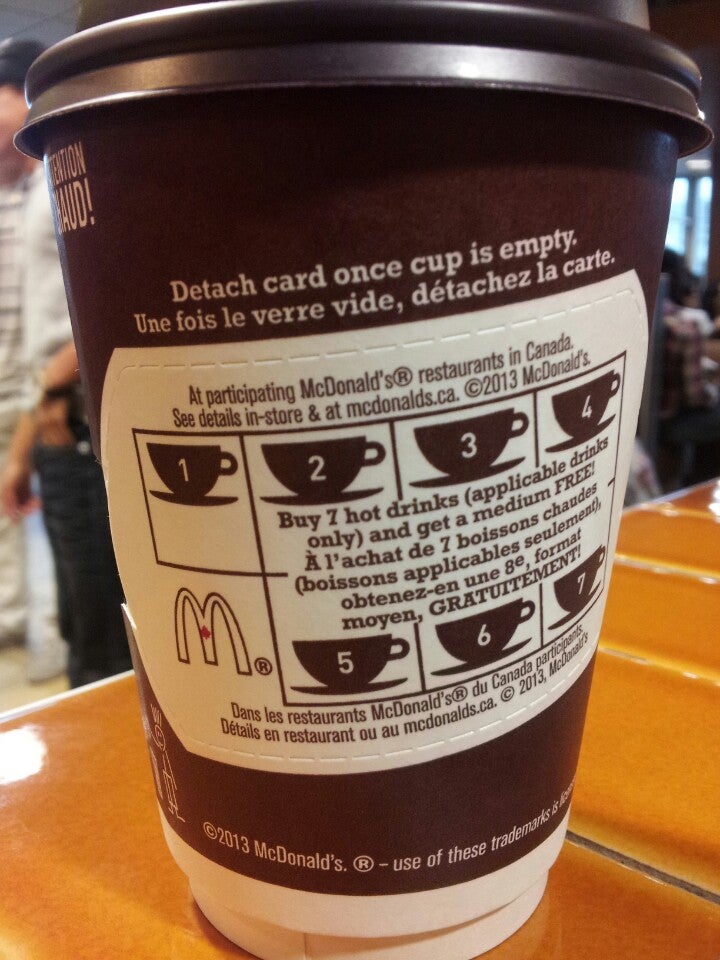 CHAUD!
Detach card once cup is empty.
Une fois le verre vide, détachez la carte.
At participating McDonald's® restaurants in Canada.
See details in-store & at mcdonalds.ca. ©2013 McDonald's.
1 2 3 4
Buy 7 hot drinks (applicable drinks
only) and get a medium FREE!
À l'achat de 7 boissons chaudes
(boissons applicables seulement),
obtenez-en une 8e, format
moyen, GRATUITEMENT!
®
5 6 7
Dans les restaurants McDonald's® du Canada participants.
Détails en restaurant ou au mcdonalds.ca. © 2013, McDonald's
©2013 McDonald's. ® – use of these trademarks is